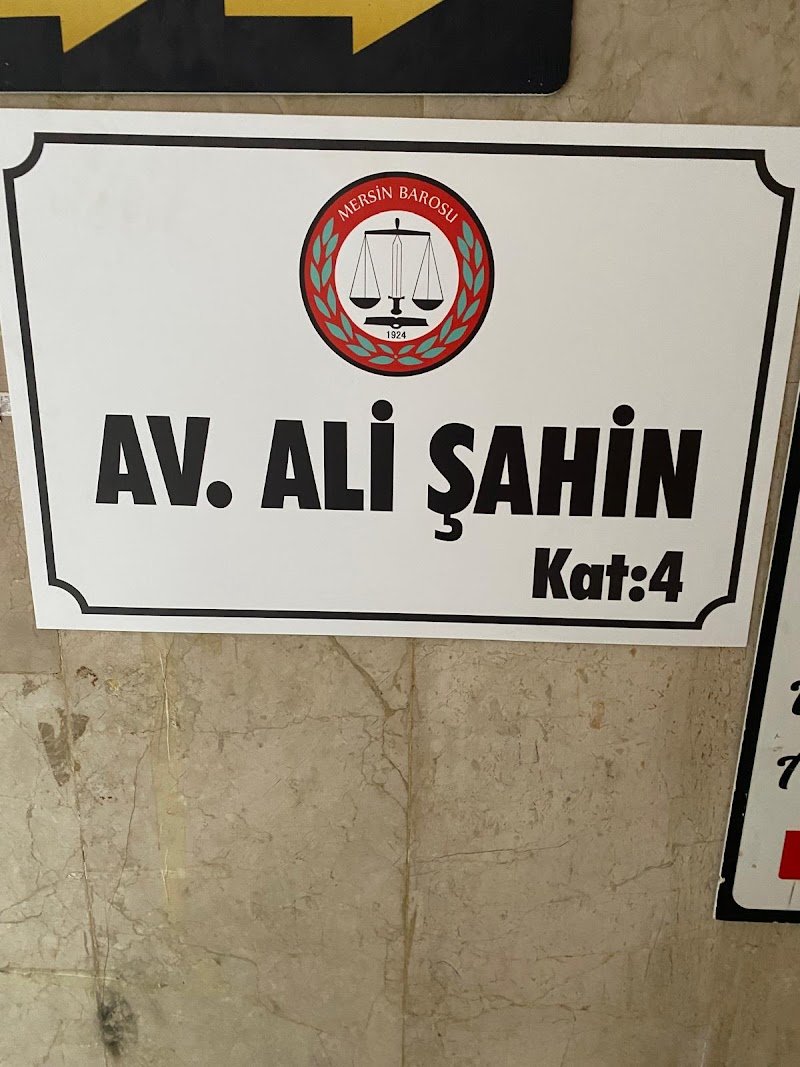 MERSİN BAROSU
1924
AV. ALİ ŞAHİN
Kat:4